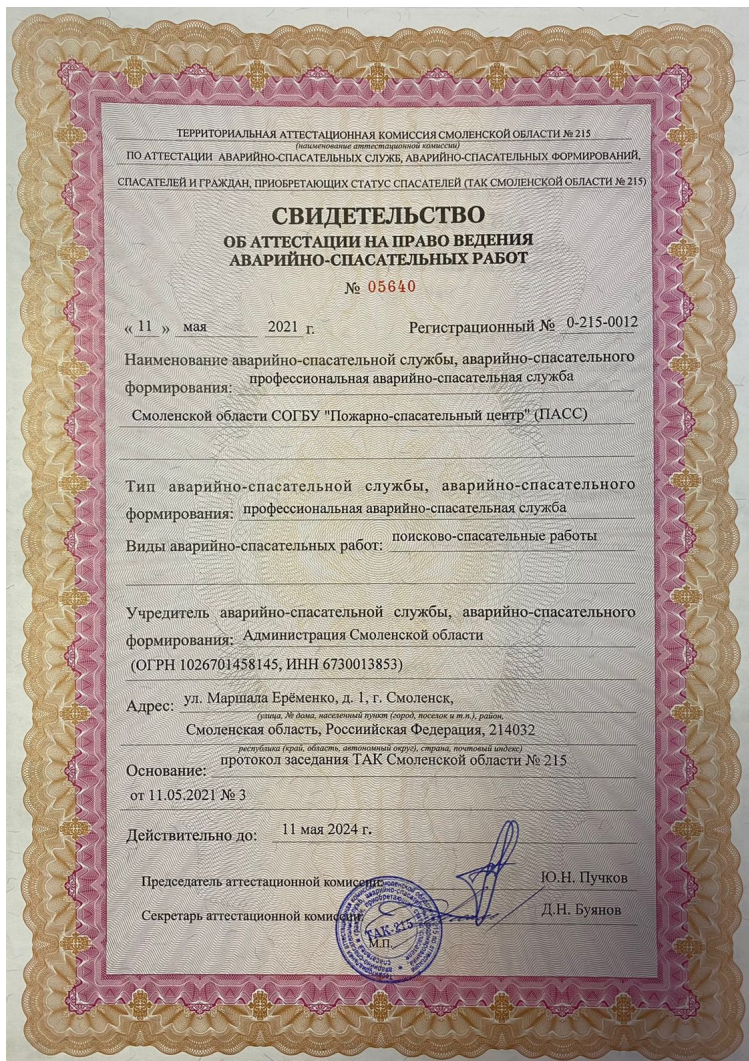 ТЕРРИТОРИАЛЬНАЯ АТТЕСТАЦИОННАЯ КОМИССИЯ СМОЛЕНСКОЙ ОБЛАСТИ № 215
(наименование аттестационной комиссии)
ПО АТТЕСТАЦИИ АВАРИЙНО-СПАСАТЕЛЬНЫХ СЛУЖБ, АВАРИЙНО-СПАСАТЕЛЬНЫХ ФОРМИРОВАНИЙ,
СПАСАТЕЛЕЙ И ГРАЖДАН, ПРИОБРЕТАЮЩИХ СТАТУС СПАСАТЕЛЕЙ (ТАК СМОЛЕНСКОЙ ОБЛАСТИ № 215)
СВИДЕТЕЛЬСТВО
ОБ АТТЕСТАЦИИ НА ПРАВО ВЕДЕНИЯ
АВАРИЙНО-СПАСАТЕЛЬНЫХ РАБОТ
№ 05640
« 11 » мая 2021 г. Регистрационный № 0-215-0012
Наименование аварийно-спасательной службы, аварийно-спасательного
формирования: профессиональная аварийно-спасательная служба
Смоленской области СОГБУ "Пожарно-спасательный центр" (ПАСС)
Тип аварийно-спасательной службы, аварийно-спасательного
формирования: профессиональная аварийно-спасательная служба
Виды аварийно-спасательных работ: поисково-спасательные работы
Учредитель аварийно-спасательной службы, аварийно-спасательного
формирования: Администрация Смоленской области
(ОГРН 1026701458145, ИНН 6730013853)
Адрес: ул. Маршала Ерёменко, д. 1, г. Смоленск,
(улица, № дома, населенный пункт (город, поселок и т.п.), район,
Смоленская область, Россиийская Федерация, 214032
республика (край, область, автономный округ), страна, почтовый индекс)
Основание: протокол заседания ТАК Смоленской области № 215
от 11.05.2021 № 3
Действительно до: 11 мая 2024 г.
Председатель аттестационной комиссии: Ю.Н. Пучков
Секретарь аттестационной комиссии: Д.Н. Буянов
ТАК-215
М.П.